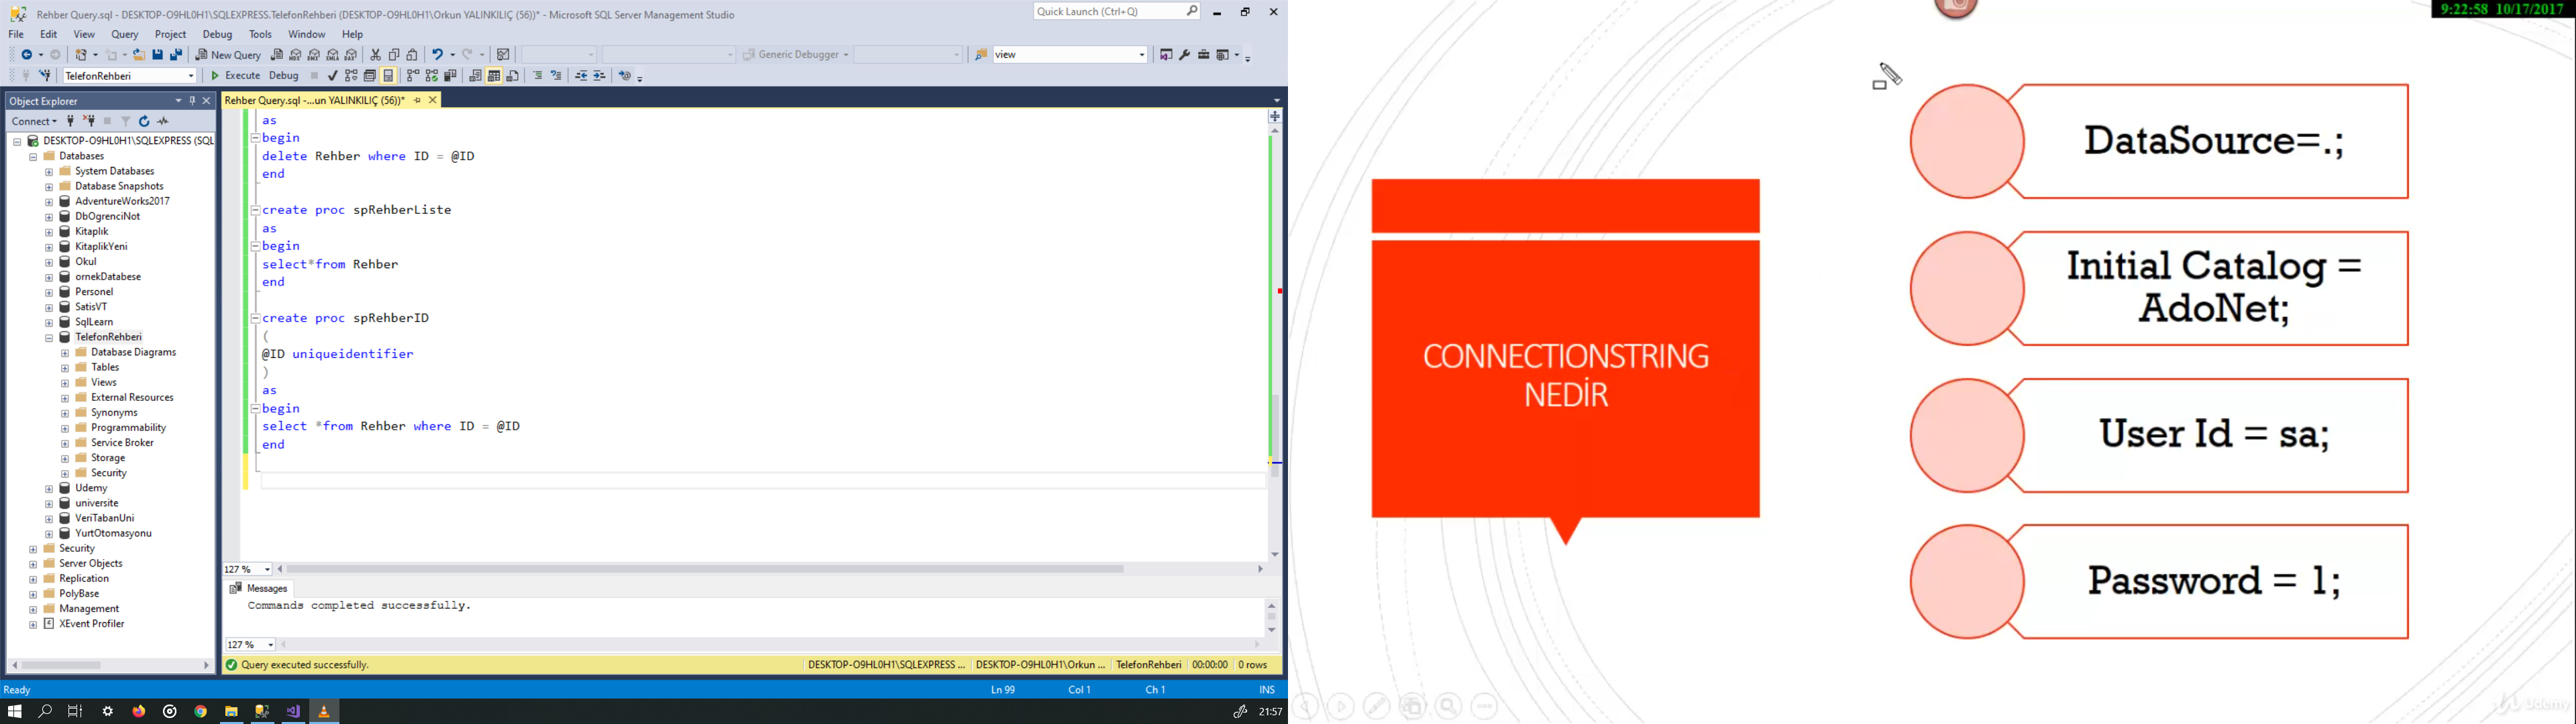 Rehber Query.sql - DESKTOP-O9HL0H1\SQLEXPRESS.TelefonRehberi (DESKTOP-O9HL0H1\Orkun YALINKILIÇ (56))* - Microsoft SQL Server Management Studio
Quick Launch (Ctrl+Q)
File Edit View Query Project Debug Tools Window Help
New Query
Generic Debugger
view
TelefonRehberi
Execute Debug
Object Explorer
Connect
DESKTOP-O9HL0H1\SQLEXPRESS (SQL
Databases
System Databases
Database Snapshots
AdventureWorks2017
DbOgrenciNot
Kitaplık
KitaplikYeni
Okul
ornekDatabese
Personel
SatisVT
SqlLearn
TelefonRehberi
Database Diagrams
Tables
Views
External Resources
Synonyms
Programmability
Service Broker
Storage
Security
Udemy
universite
VeriTabanUni
YurtOtomasyonu
Security
Server Objects
Replication
PolyBase
Management
XEvent Profiler
Rehber Query.sql -...un YALINKILIÇ (56))*
as
begin
delete Rehber where ID = @ID
end
create proc spRehberListe
as
begin
select*from Rehber
end
create proc spRehberID
(
@ID uniqueidentifier
)
as
begin
select *from Rehber where ID = @ID
end
127 %
Messages
Commands completed successfully.
127 %
Query executed successfully.
DESKTOP-O9HL0H1\SQLEXPRESS ... DESKTOP-O9HL0H1\Orkun ... TelefonRehberi 00:00:00 0 rows
Ready
Ln 99 Col 1 Ch 1 INS
21:57
9:22:58 10/17/2017
CONNECTIONSTRING
NEDİR
DataSource=.;
Initial Catalog =
AdoNet;
User Id = sa;
Password = 1;
Udemy